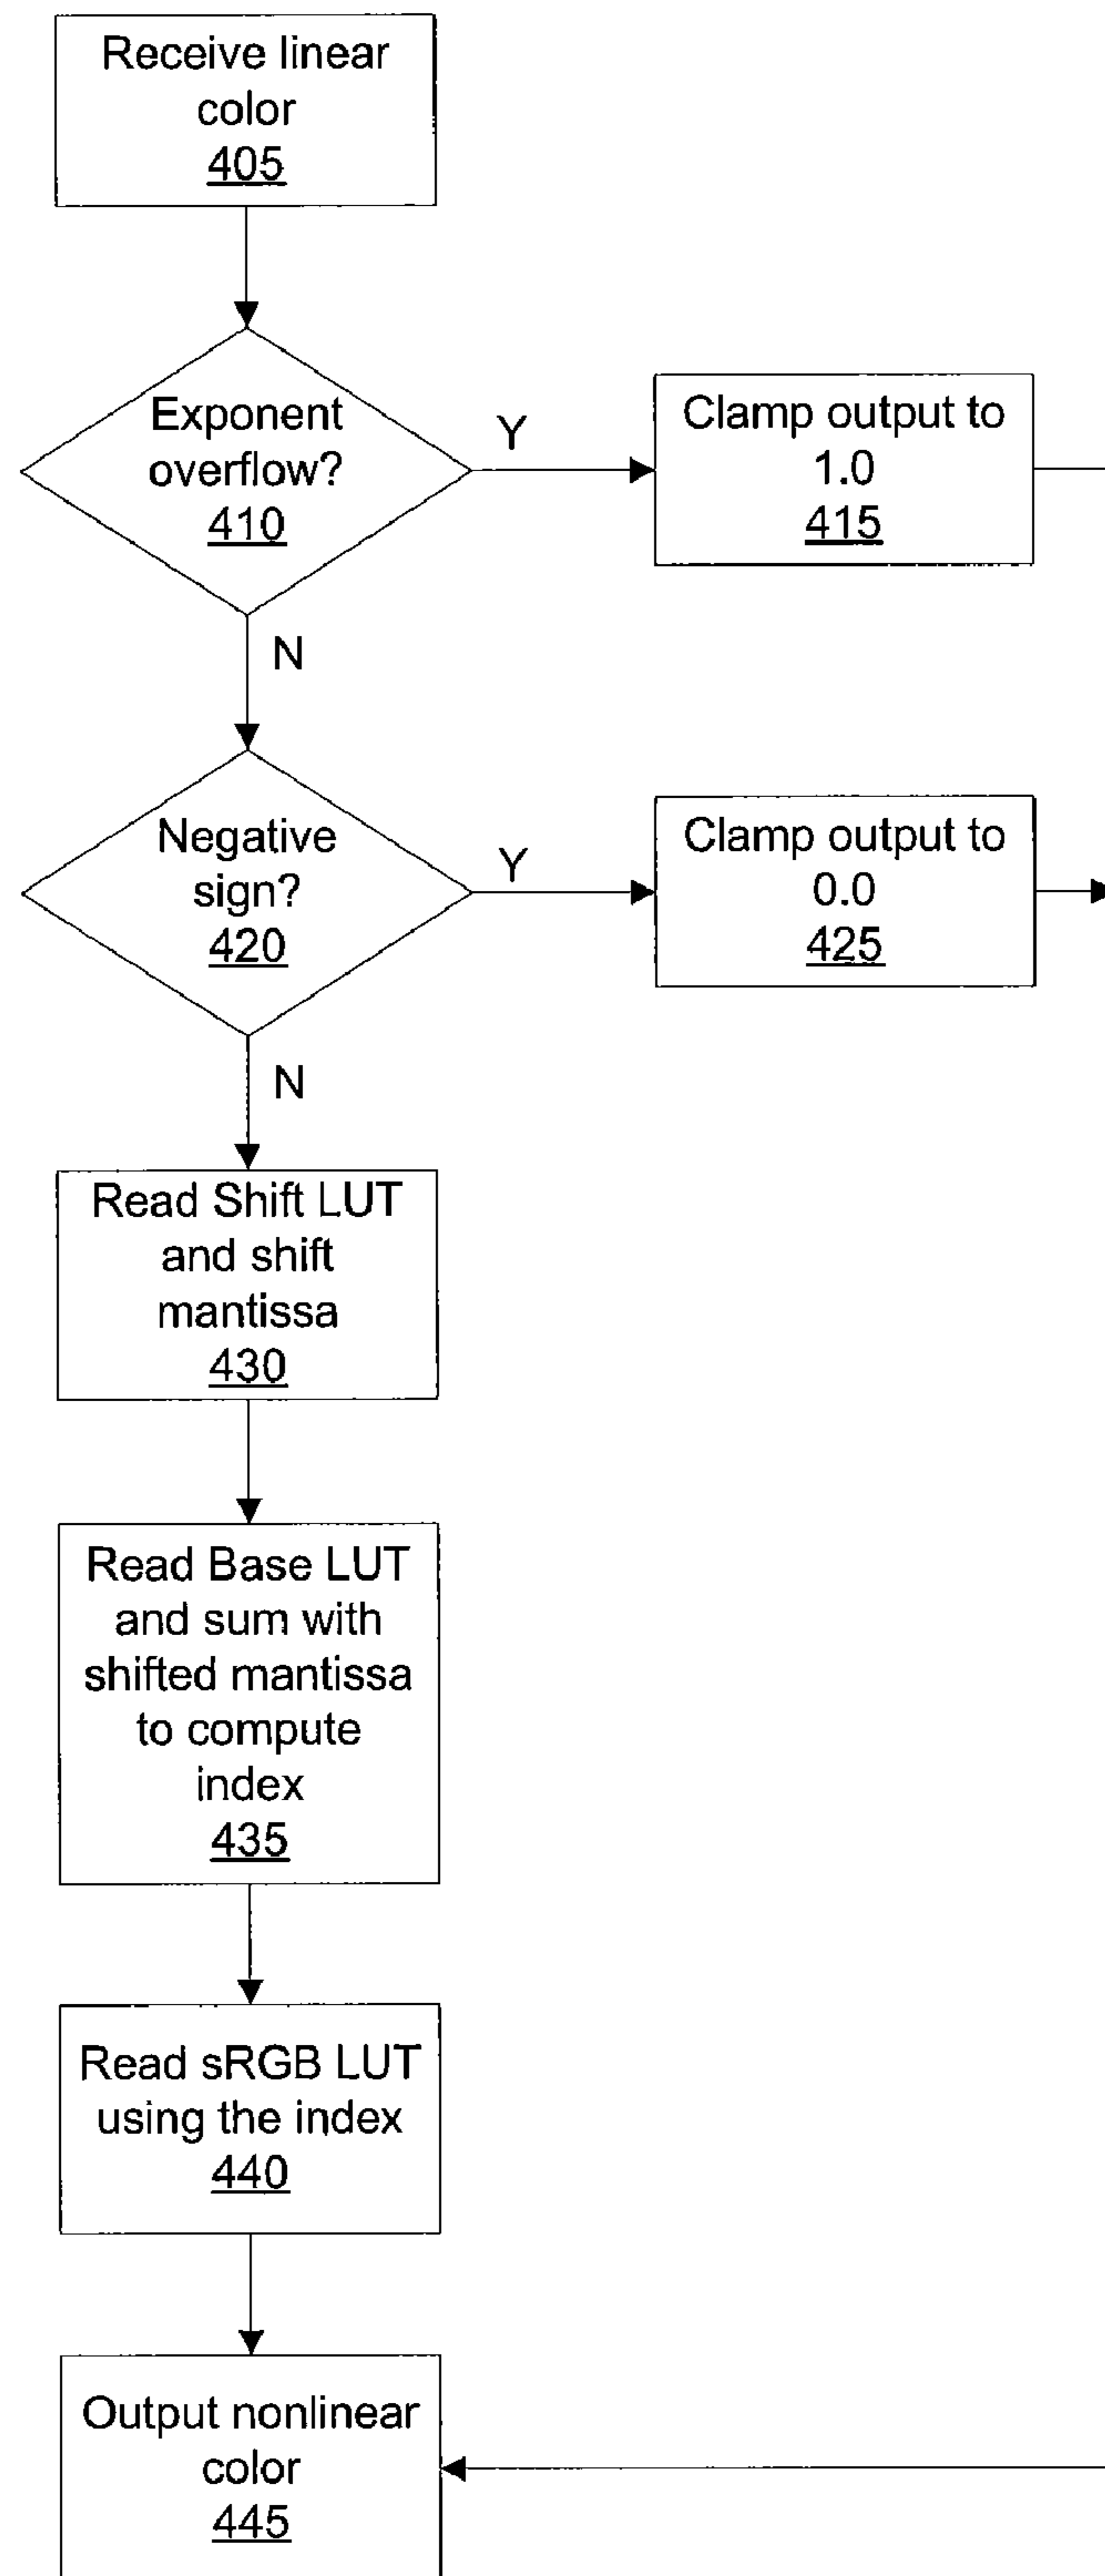 Receive linear
color
405
Exponent
overflow?
410
Y
Clamp output to
1.0
415
N
Negative
sign?
420
Y
Clamp output to
0.0
425
N
Read Shift LUT
and shift
mantissa
430
Read Base LUT
and sum with
shifted mantissa
to compute
index
435
Read sRGB LUT
using the index
440
Output nonlinear
color
445